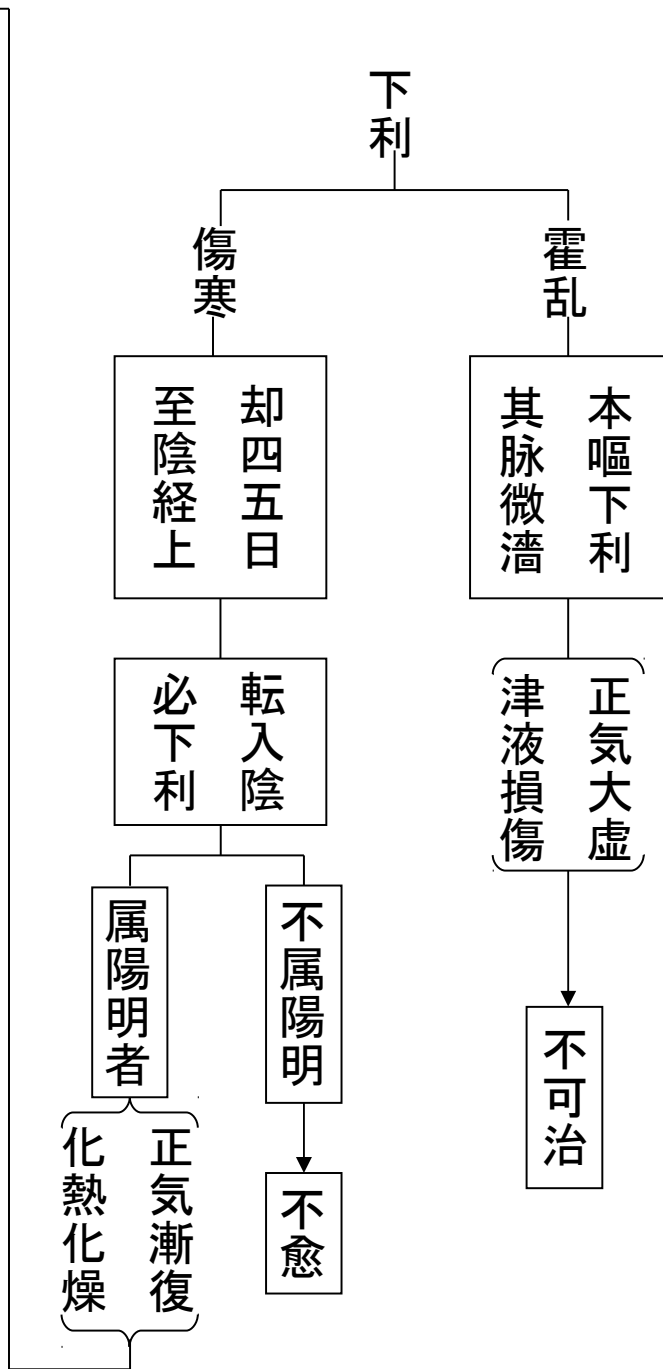 下利
霍乱
本嘔下利
其脉微濇
正気大虚
津液損傷
不可治
傷寒
却四五日
至陰経上
転入陰
必下利
不属陽明
不愈
属陽明者
正気漸復
化熱化燥